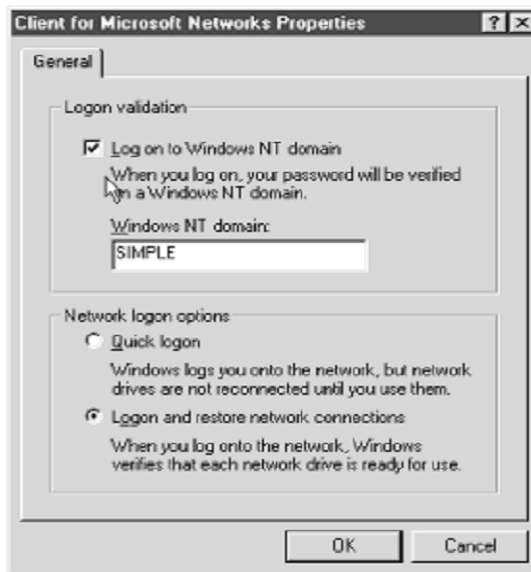 Client for Microsoft Networks Properties
General
Logon validation
Log on to Windows NT domain
When you log on, your password will be verified
on a Windows NT domain.
Windows NT domain:
SIMPLE
Network logon options
Quick logon
Windows logs you onto the network, but network
drives are not reconnected until you use them.
Logon and restore network connections
When you log onto the network, Windows
verifies that each network drive is ready for use.
OK
Cancel